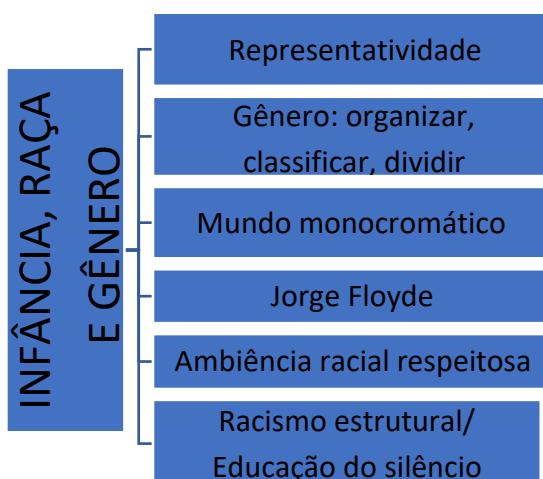 INFÂNCIA, RAÇA
E GÊNERO
Representatividade
Gênero: organizar,
classificar, dividir
Mundo monocromático
Jorge Floyde
Ambiência racial respeitosa
Racismo estrutural/
Educação do silêncio